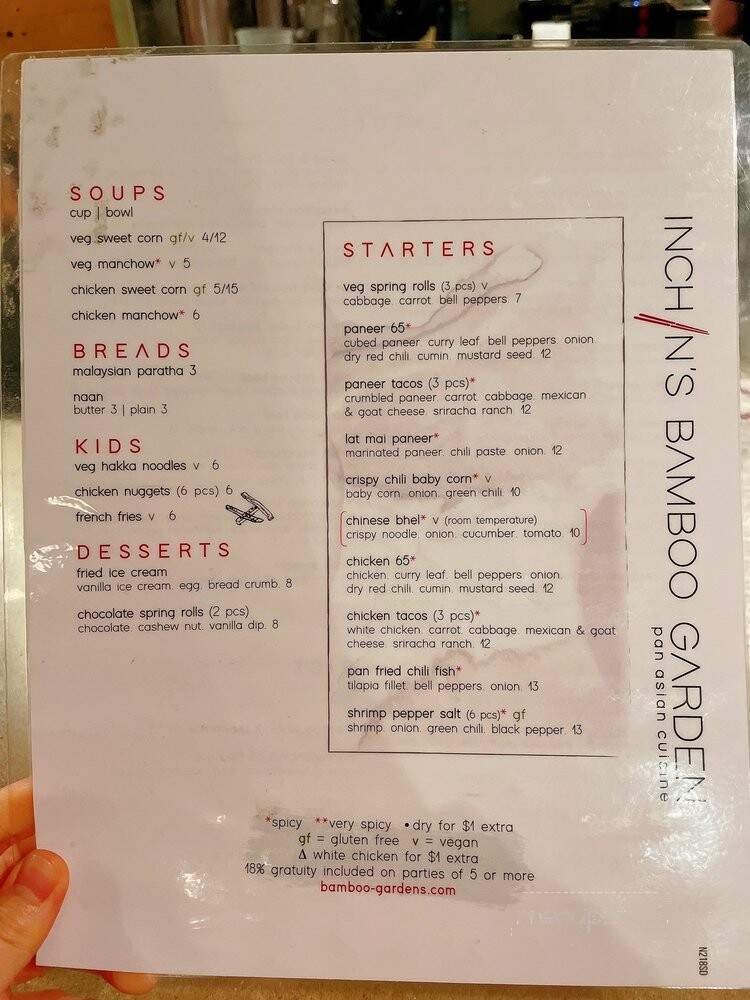 SOUPS
cup | bowl
veg sweet corn gf/v 4/12
veg manchow* v 5
chicken sweet corn gf 5/15
chicken manchow* 6
BREADS
malaysian paratha 3
naan
butter 3 | plain 3
KIDS
veg hakka noodles v 6
chicken nuggets (6 pcs) 6
french fries v 6
DESSERTS
fried ice cream
vanilla ice cream. egg. bread crumb. 8
chocolate spring rolls (2 pcs)
chocolate. cashew nut. vanilla dip. 8
STARTERS
veg spring rolls (3 pcs) v
cabbage. carrot. bell peppers. 7
paneer 65*
cubed paneer. curry leaf. bell peppers. onion.
dry red chili. cumin. mustard seed. 12
paneer tacos (3 pcs)*
crumbled paneer. carrot. cabbage. mexican
& goat cheese. sriracha ranch. 12
lat mai paneer*
marinated paneer. chili paste. onion. 12
crispy chili baby corn* v
baby corn. onion. green chili. 10
chinese bhel* v (room temperature)
crispy noodle. onion. cucumber. tomato. 10
chicken 65*
chicken. curry leaf. bell peppers. onion.
dry red chili. cumin. mustard seed. 12
chicken tacos (3 pcs)*
white chicken. carrot. cabbage. mexican & goat
cheese. sriracha ranch. 12
pan fried chili fish*
tilapia fillet. bell peppers. onion. 13
shrimp pepper salt (6 pcs)* gf
shrimp. onion. green chili. black pepper. 13
INCHIN'S BAMBOO GARDEN
pan asian cuisine
*spicy **very spicy • dry for $1 extra
gf = gluten free v = vegan
Δ white chicken for $1 extra
18% gratuity included on parties of 5 or more
bamboo-gardens.com
N218SD